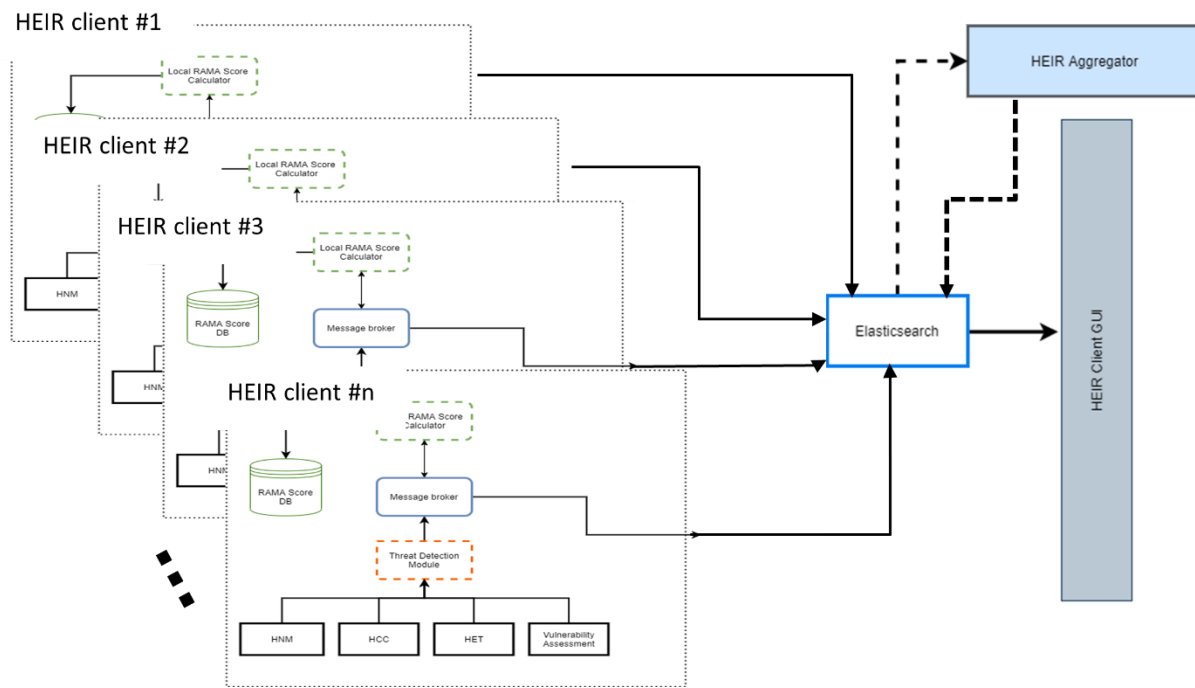 HEIR client #1
Local RAMA Score
Calculator
HEIR Aggregator
HEIR client #2
Local RAMA Score
Calculator
HEIR client #3
Local RAMA Score
Calculator
HNM
RAMA Score
DB
Message broker
Elasticsearch
HEIR Client GUI
HEIR client #n
RAMA Score
Calculator
RAMA Score
DB
Message broker
Threat Detection
Module
HNM
HCC
HET
Vulnerability
Assessment